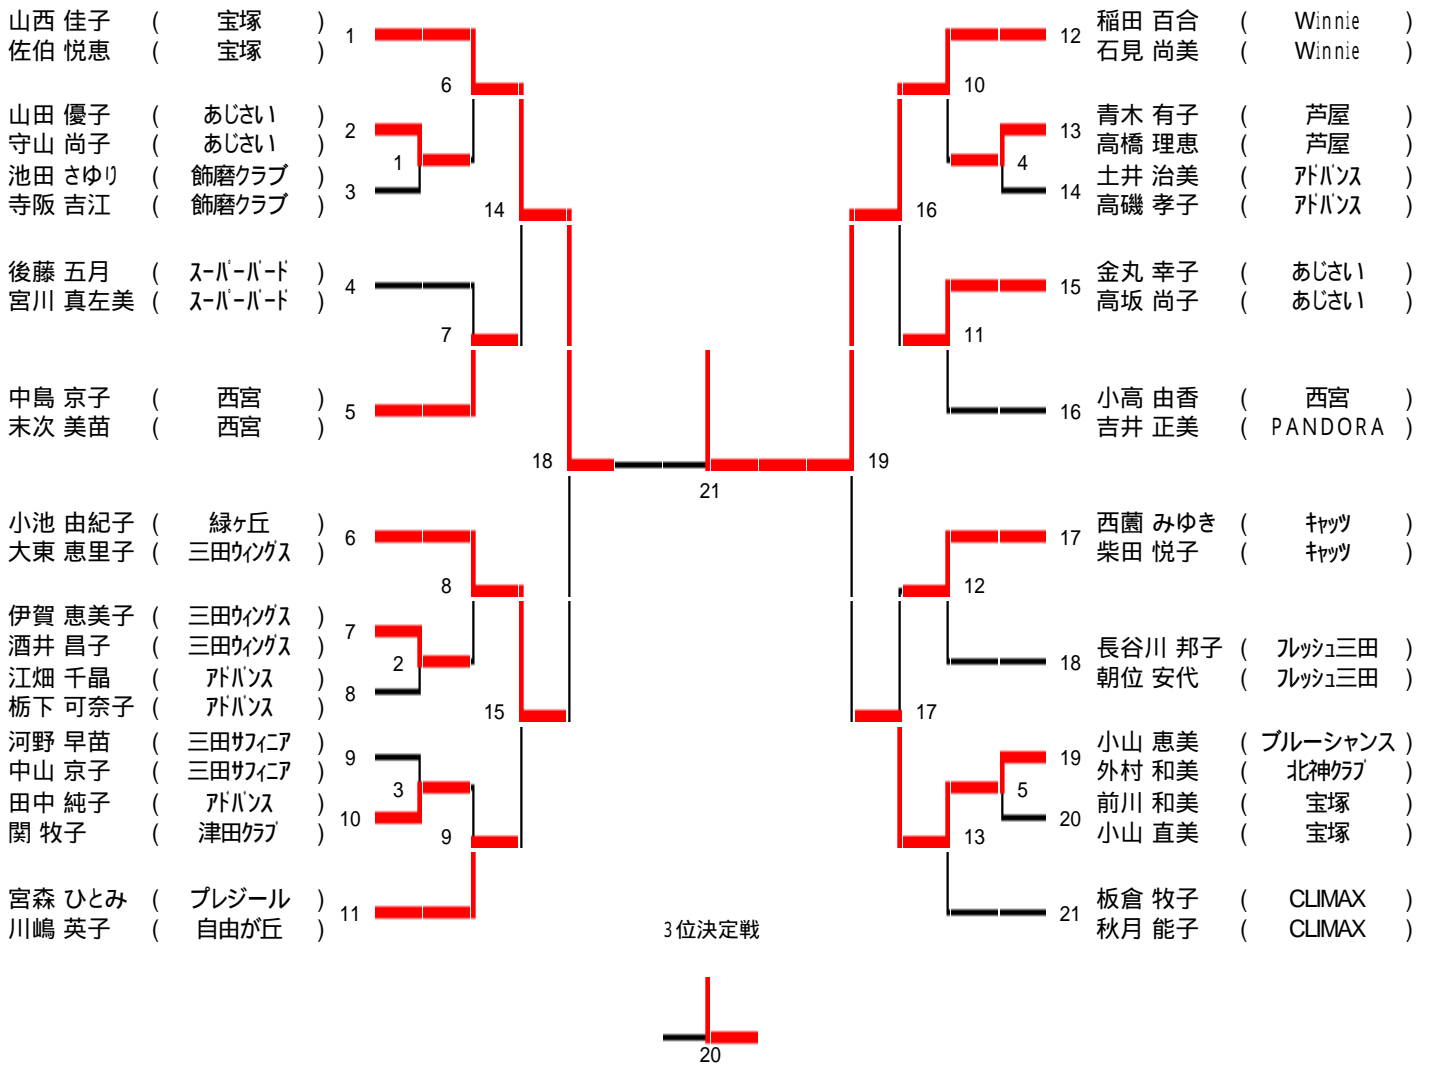 山西 佳子 ( 宝塚 ) 1
佐伯 悦恵 ( 宝塚 )
6
山田 優子 ( あじさい ) 2
守山 尚子 ( あじさい )
1
池田 さゆり ( 飾磨クラブ ) 3
寺阪 吉江 ( 飾磨クラブ )
14
後藤 五月 ( スーパーバード ) 4
宮川 真左美 ( スーパーバード )
7
中島 京子 ( 西宮 ) 5
末次 美苗 ( 西宮 )
18
小池 由紀子 ( 緑ヶ丘 ) 6
大東 恵里子 ( 三田ウィングス )
8
伊賀 恵美子 ( 三田ウィングス ) 7
酒井 昌子 ( 三田ウィングス )
2
江畑 千晶 ( アドバンス ) 8
栃下 可奈子 ( アドバンス )
15
河野 早苗 ( 三田サフィニア ) 9
中山 京子 ( 三田サフィニア )
3
田中 純子 ( アドバンス ) 10
関 牧子 ( 津田クラブ )
9
宮森 ひとみ ( プレジール ) 11
川嶋 英子 ( 自由が丘 )
21
3位決定戦
20
12 稲田 百合 ( Winnie )
石見 尚美 ( Winnie )
10
13 青木 有子 ( 芦屋 )
高橋 理恵 ( 芦屋 )
4
14 土井 治美 ( アドバンス )
高磯 孝子 ( アドバンス )
16
15 金丸 幸子 ( あじさい )
高坂 尚子 ( あじさい )
11
16 小高 由香 ( 西宮 )
吉井 正美 ( PANDORA )
19
17 西薗 みゆき ( キャッツ )
柴田 悦子 ( キャッツ )
12
18 長谷川 邦子 ( フレッシュ三田 )
朝位 安代 ( フレッシュ三田 )
17
19 小山 恵美 ( ブルーシャンス )
外村 和美 ( 北神クラブ )
5
20 前川 和美 ( 宝塚 )
小山 直美 ( 宝塚 )
13
21 板倉 牧子 ( CLIMAX )
秋月 能子 ( CLIMAX )